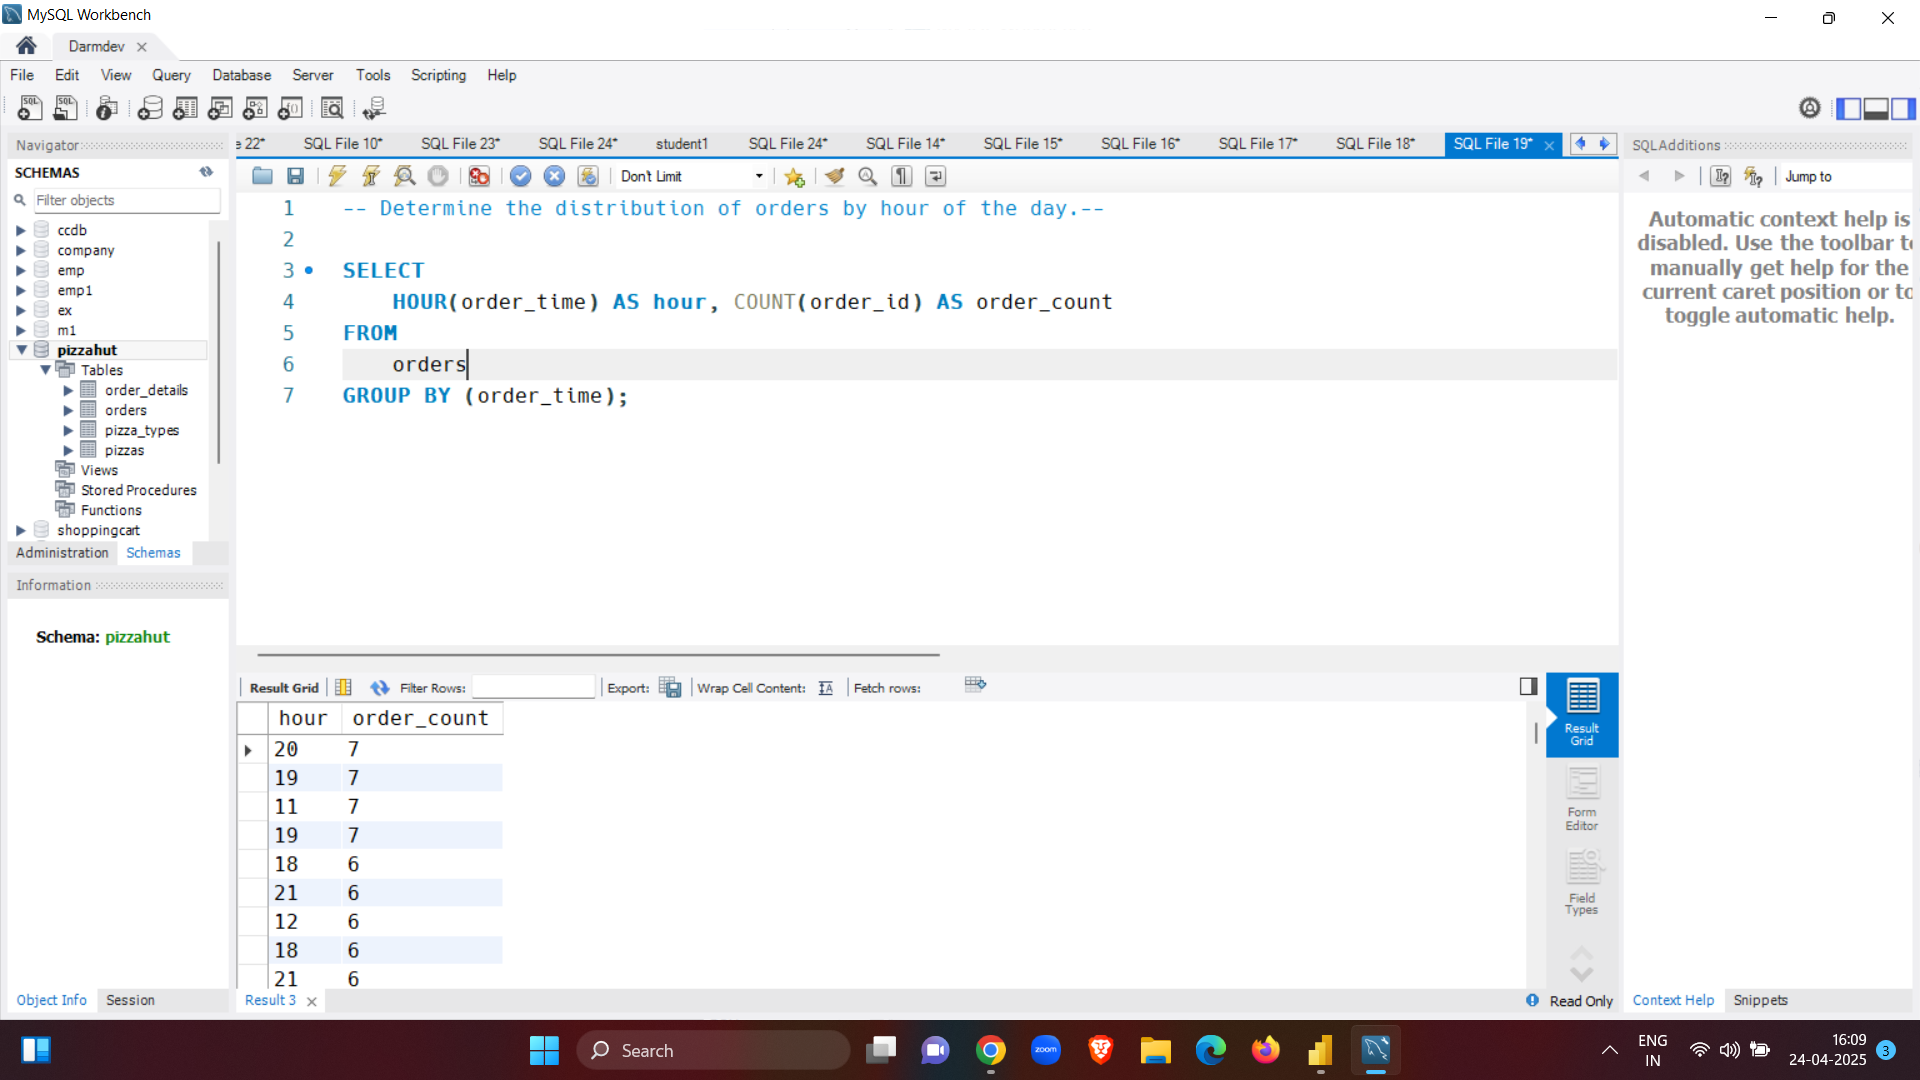 MySQL Workbench
Darmdev
File Edit View Query Database Server Tools Scripting Help
Navigator
SCHEMAS
Filter objects
ccdb
company
emp
emp1
ex
m1
pizzahut
Tables
order_details
orders
pizza_types
pizzas
Views
Stored Procedures
Functions
shoppingcart
Administration Schemas
Information
Schema: pizzahut
Object Info Session
e 22* SQL File 10* SQL File 23* SQL File 24* student1 SQL File 24* SQL File 14* SQL File 15* SQL File 16* SQL File 17* SQL File 18* SQL File 19*
Don't Limit
1 -- Determine the distribution of orders by hour of the day.--
2
3 SELECT
4 HOUR(order_time) AS hour, COUNT(order_id) AS order_count
5 FROM
6 orders
7 GROUP BY (order_time);
Result Grid Filter Rows: Export: Wrap Cell Content: Fetch rows:
hour order_count
20 7
19 7
11 7
19 7
18 6
21 6
12 6
18 6
21 6
Result 3
Result
Grid
Form
Editor
Field
Types
Read Only
SQLAdditions
Jump to
Automatic context help is
disabled. Use the toolbar to
manually get help for the
current caret position or to
toggle automatic help.
Context Help Snippets
Search
zoom
ENG
IN
16:09
24-04-2025
3